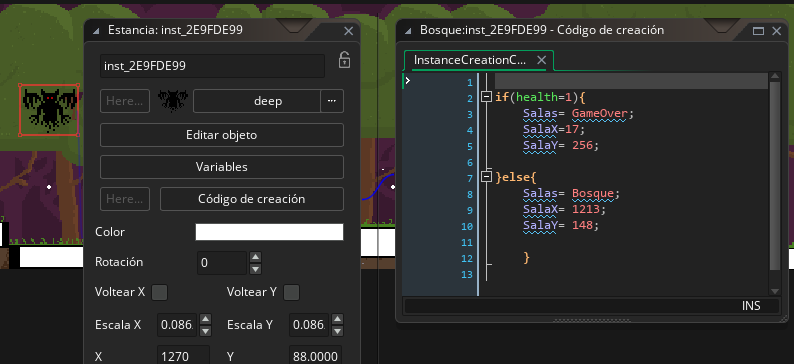 Estancia: inst_2E9FDE99
inst_2E9FDE99
Here...
deep
...
Editar objeto
Variables
Here...
Código de creación
Color
Rotación
0
Voltear X
Voltear Y
Escala X
0.086
Escala Y
0.086
X
1270
Y
88.0000
Bosque:inst_2E9FDE99 - Código de creación
InstanceCreationC...
1
2 if(health=1){
3 Salas= GameOver;
4 SalaX=17;
5 SalaY= 256;
6
7 }else{
8 Salas= Bosque;
9 SalaX= 1213;
10 SalaY= 148;
11
12 }
13
INS